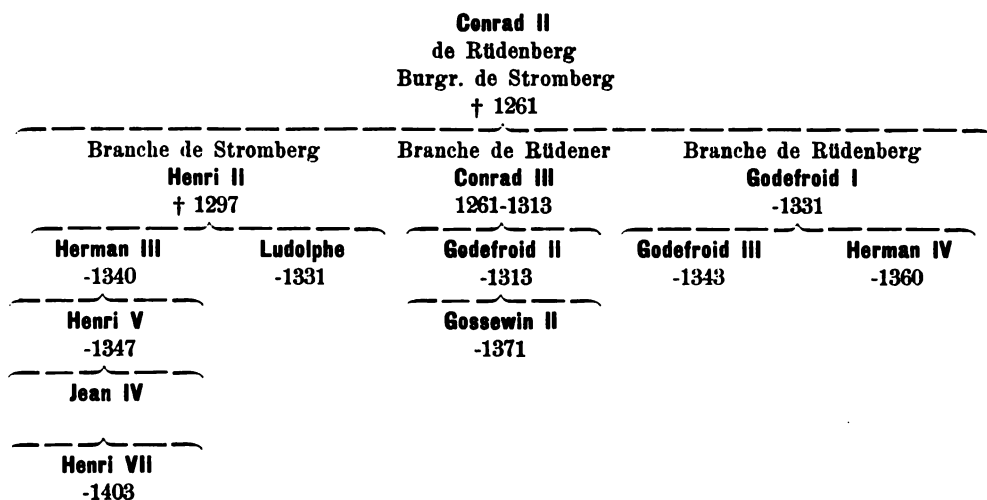 Conrad II
de Rüdenberg
Burgr. de Stromberg
† 1261
Branche de Stromberg Branche de Rüdener Branche de Rüdenberg
Henri II Conrad III Godefroid I
† 1297 1261-1313 -1331
Herman III Ludolphe Godefroid II Godefroid III Herman IV
-1340 -1331 -1313 -1343 -1360
Henri V Gossewin II
-1347 -1371
Jean IV
Henri VII
-1403